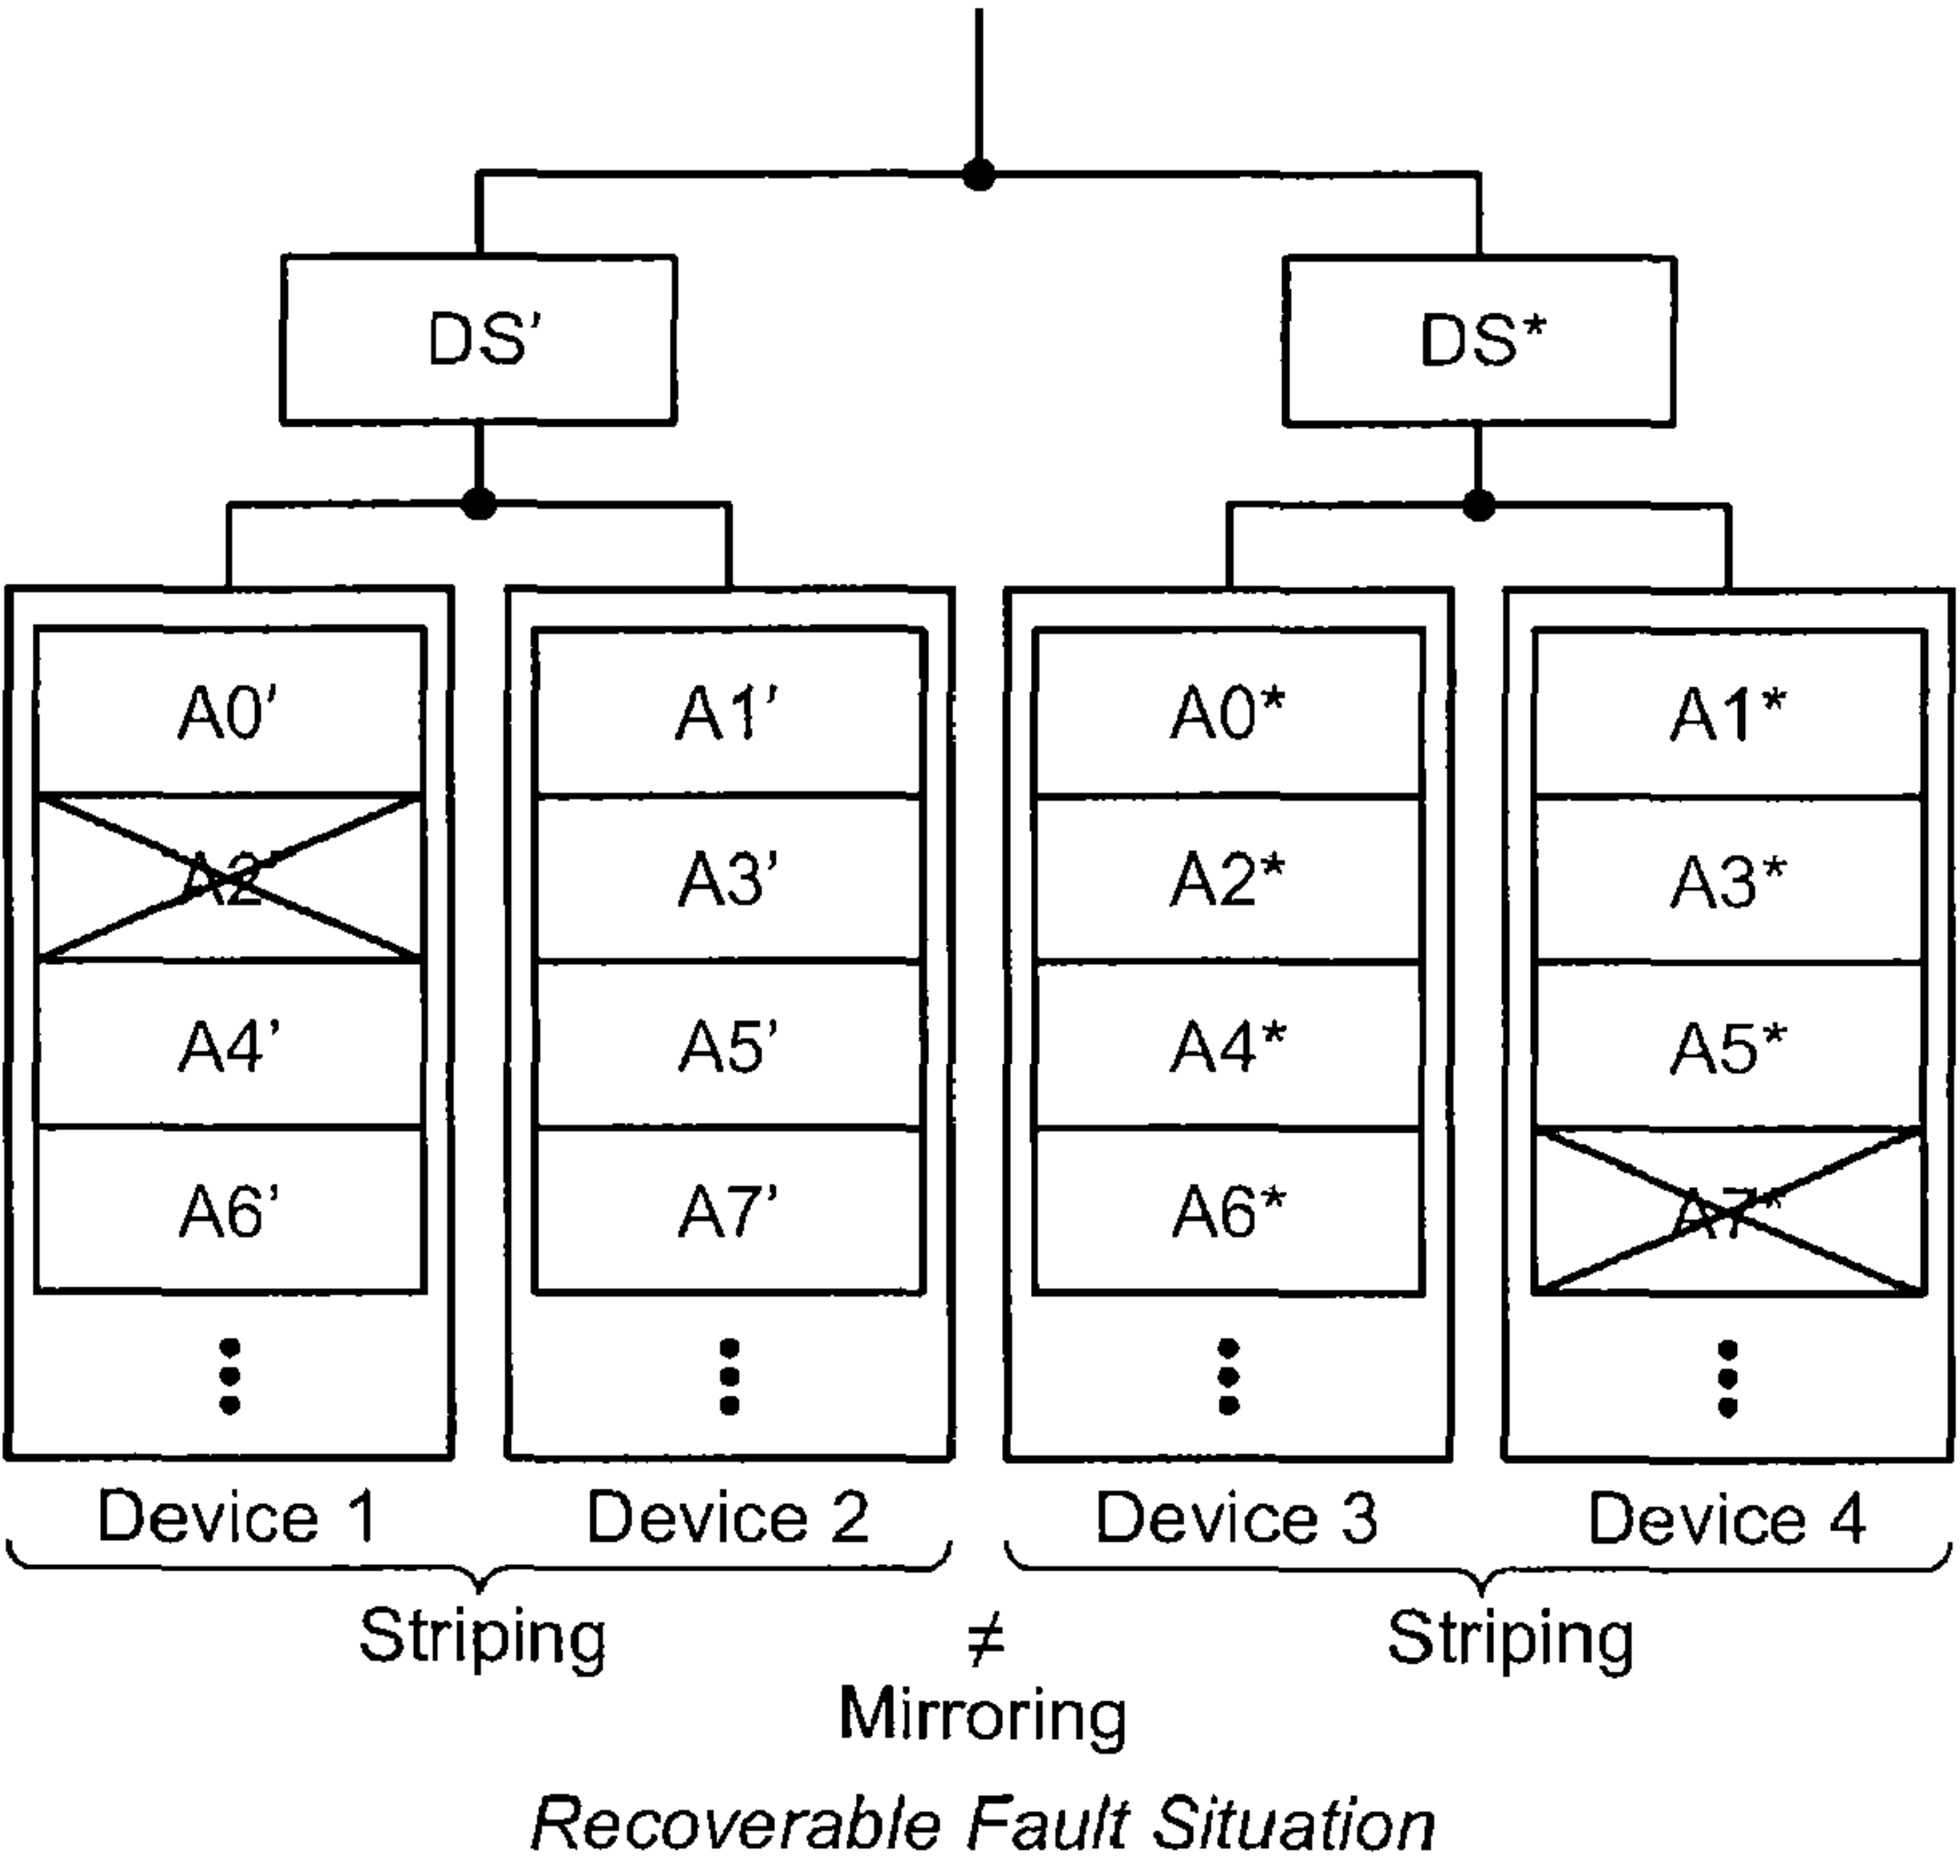 DS’ DS*
A0’ A1’ A0* A1*
A2’ A3’ A2* A3*
A4’ A5’ A4* A5*
A6’ A7’ A6* A7*
Device 1 Device 2 Device 3 Device 4
Striping ≠ Striping
Mirroring
Recoverable Fault Situation